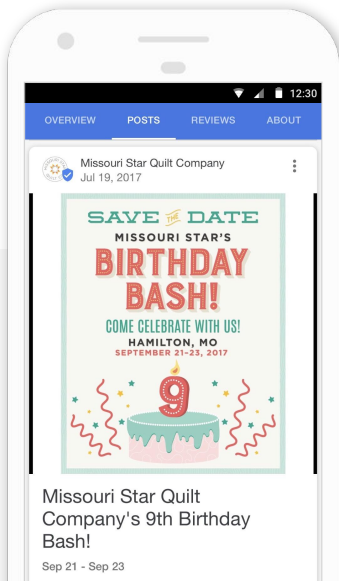 12:30
OVERVIEW POSTS REVIEWS ABOUT
Missouri Star Quilt Company
Jul 19, 2017
SAVE THE DATE
MISSOURI STAR'S
BIRTHDAY
BASH!
COME CELEBRATE WITH US!
HAMILTON, MO
SEPTEMBER 21-23, 2017
9
Missouri Star Quilt
Company's 9th Birthday
Bash!
Sep 21 - Sep 23